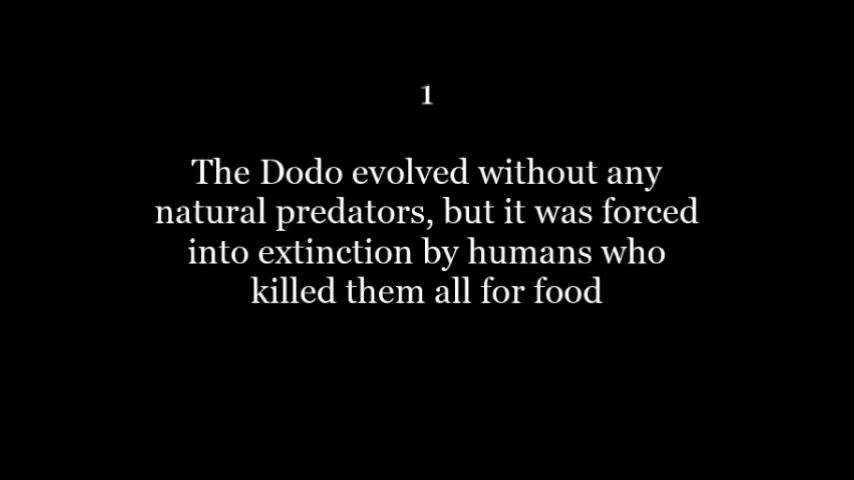 1
The Dodo evolved without any
natural predators, but it was forced
into extinction by humans who
killed them all for food